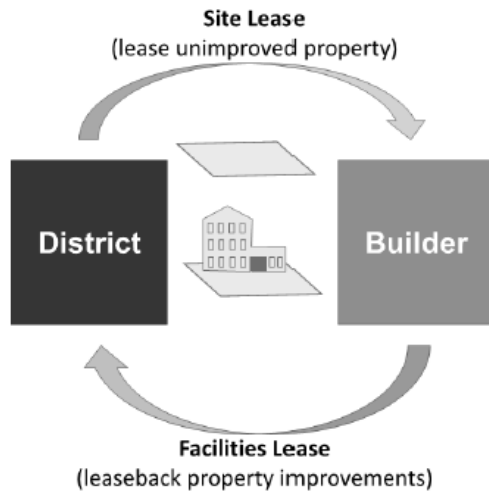 Site Lease
(lease unimproved property)
District
Builder
Facilities Lease
(leaseback property improvements)